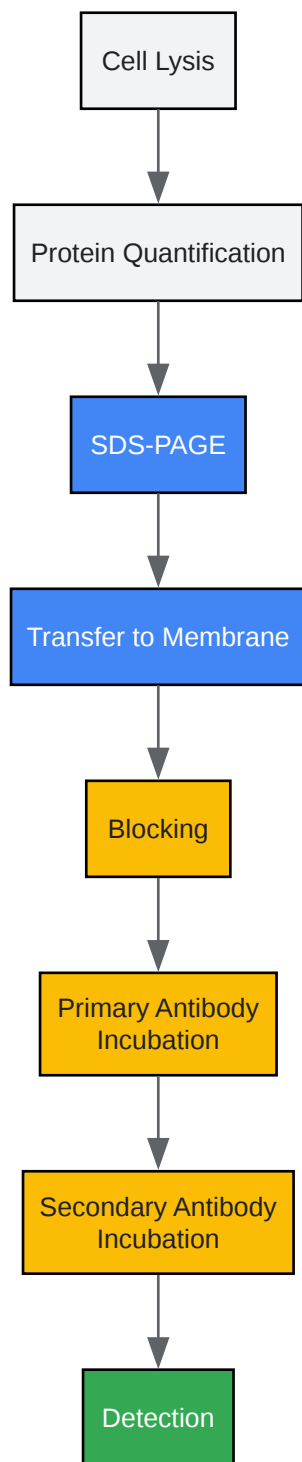 Cell Lysis
Protein Quantification
SDS-PAGE
Transfer to Membrane
Blocking
Primary Antibody
Incubation
Secondary Antibody
Incubation
Detection